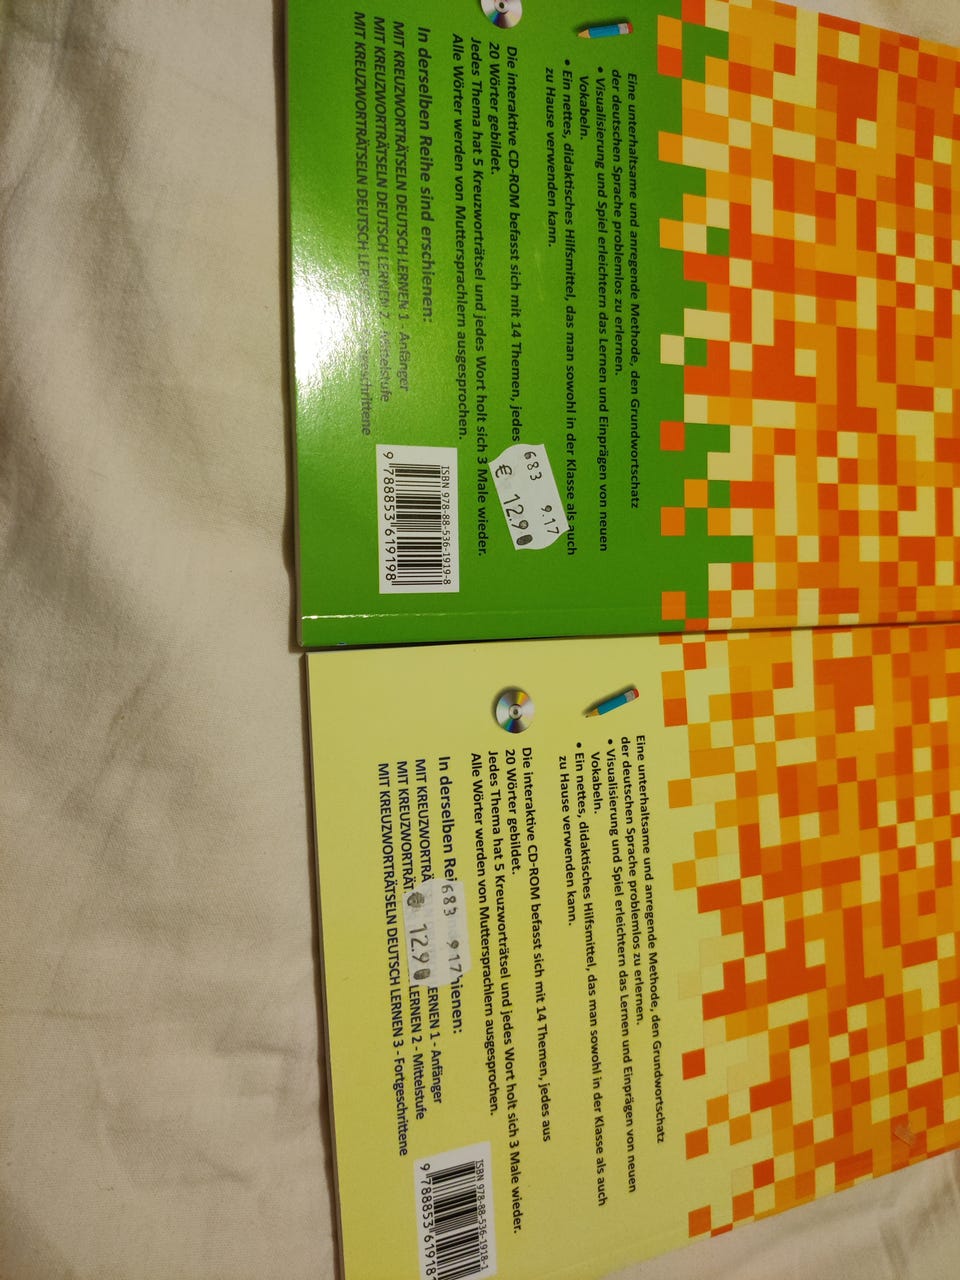 Eine unterhaltsame und anregende Methode, den Grundwortschatz
der deutschen Sprache problemlos zu erlernen.
• Visualisierung und Spiel erleichtern das Lernen und Einprägen von neuen
Vokabeln.
• Ein nettes, didaktisches Hilfsmittel, das man sowohl in der Klasse als auch
zu Hause verwenden kann.
Die interaktive CD-ROM befasst sich mit 14 Themen, jedes
20 Wörter gebildet.
Jedes Thema hat 5 Kreuzworträtsel und jedes Wort holt sich 3 Male wieder.
Alle Wörter werden von Muttersprachlern ausgesprochen.
683 9.17
€ 12.90
In derselben Reihe sind erschienen:
MIT KREUZWORTRÄTSELN DEUTSCH LERNEN 1 - Anfänger
MIT KREUZWORTRÄTSELN DEUTSCH LERNEN 2 - Mittelstufe
MIT KREUZWORTRÄTSELN DEUTSCH
ISBN 978-88-536-1919-8
9 788853 619198
Eine unterhaltsame und anregende Methode, den Grundwortschatz
der deutschen Sprache problemlos zu erlernen.
• Visualisierung und Spiel erleichtern das Lernen und Einprägen von neuen
Vokabeln.
• Ein nettes, didaktisches Hilfsmittel, das man sowohl in der Klasse als auch
zu Hause verwenden kann.
Die interaktive CD-ROM befasst sich mit 14 Themen, jedes aus
20 Wörter gebildet.
Jedes Thema hat 5 Kreuzworträtsel und jedes Wort holt sich 3 Male wieder.
Alle Wörter werden von Muttersprachlern ausgesprochen.
In derselben Rei hienen:
MIT KREUZWORTRÄ ERNEN 1 - Anfänger
MIT KREUZWORTRÄT LERNEN 2 - Mittelstufe
MIT KREUZWORTRÄTSELN DEUTSCH LERNEN 3 - Fortgeschrittene
683 9.17
€ 12.90
ISBN 978-88-536-1918-1
9 788853 61918